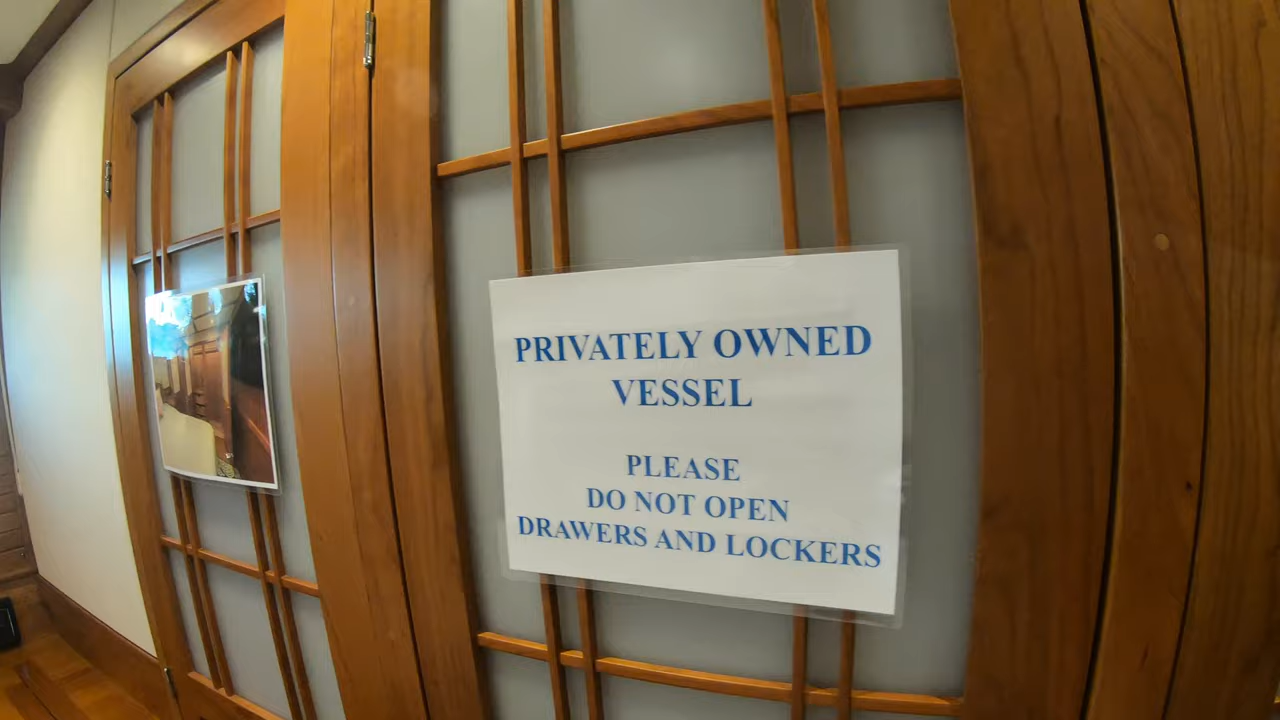 PRIVATELY OWNED
VESSEL
PLEASE
DO NOT OPEN
DRAWERS AND LOCKERS